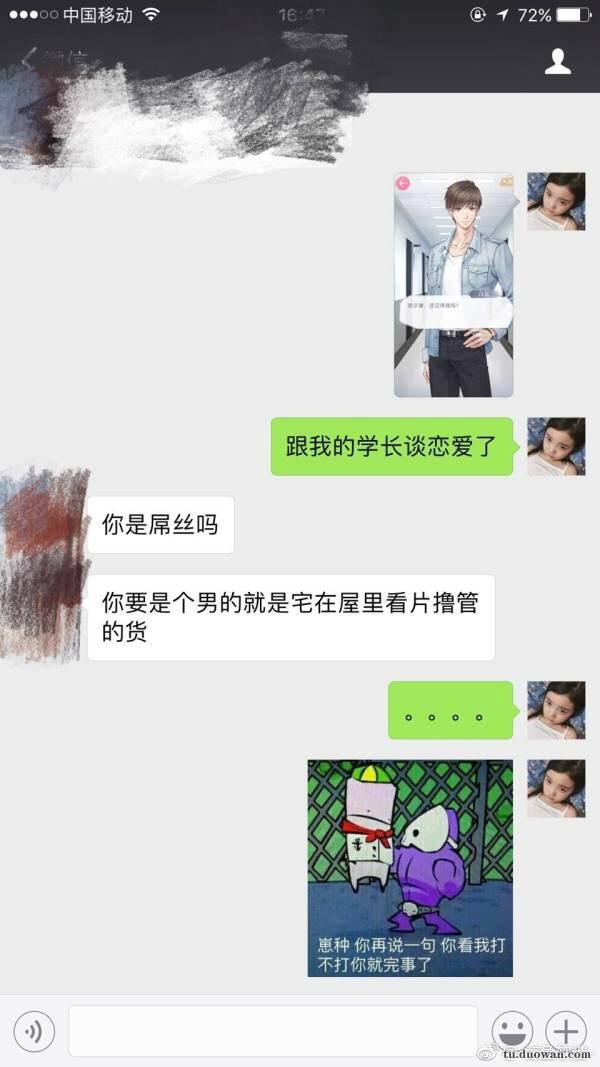 中国移动
16:47
72%
微信
跟我的学长谈恋爱了
你是屌丝吗
你要是个男的就是宅在屋里看片撸管
的货
。。。。
崽种 你再说一句 你看我打
不打你就完事了
tu.duowan.com